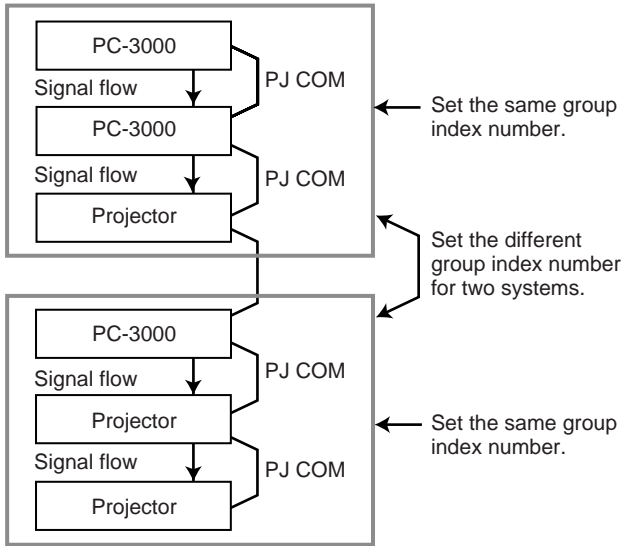 PC-3000
Signal flow
PJ COM
PC-3000
Set the same group
index number.
Signal flow
PJ COM
Projector
Set the different
group index number
for two systems.
PC-3000
Signal flow
PJ COM
Projector
Set the same group
index number.
Signal flow
PJ COM
Projector